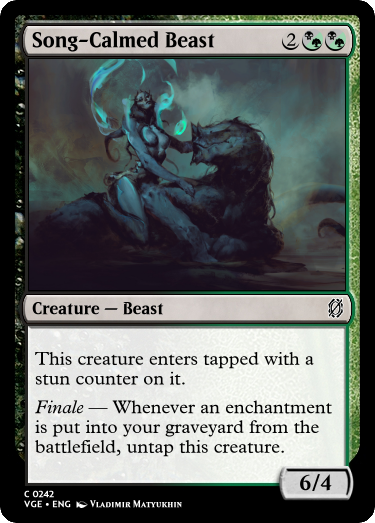 Song-Calmed Beast 2
Creature — Beast
This creature enters tapped with a
stun counter on it.
Finale — Whenever an enchantment
is put into your graveyard from the
battlefield, untap this creature.
6/4
C 0242
VGE • ENG Vladimir Matyukhin